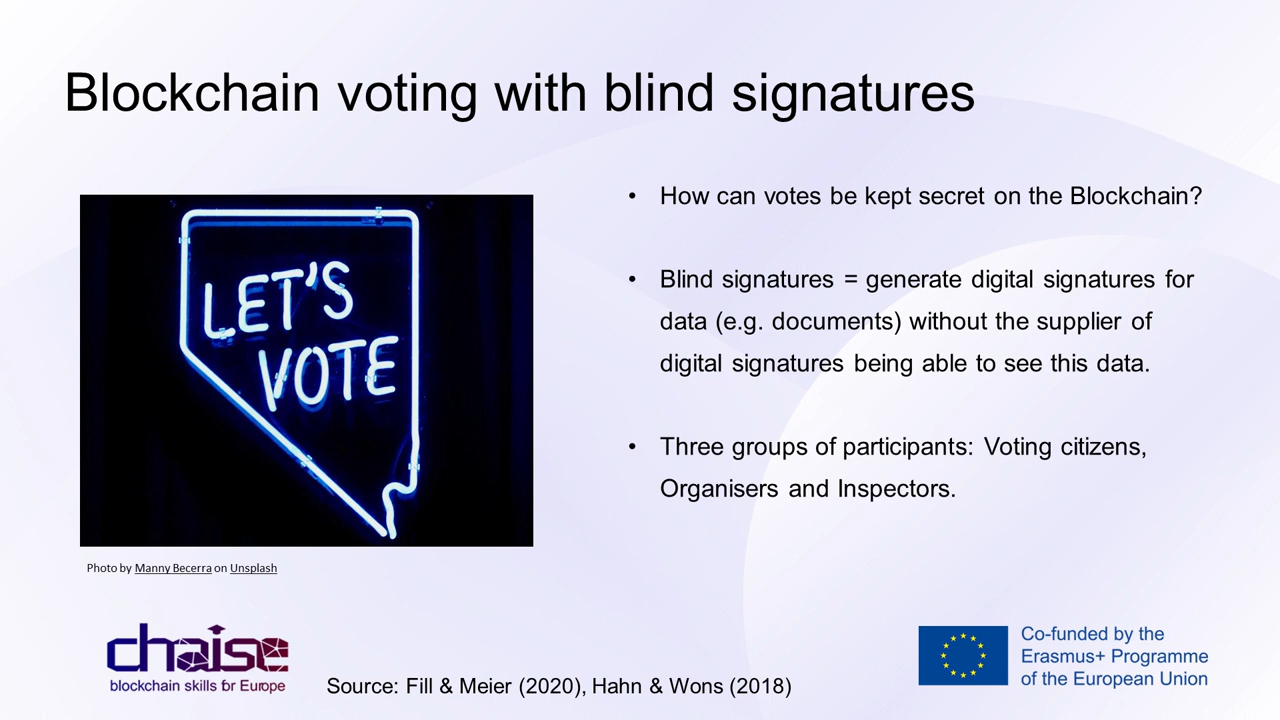 Blockchain voting with blind signatures
LET'S
VOTE
Photo by Manny Becerra on Unsplash
• How can votes be kept secret on the Blockchain?
• Blind signatures = generate digital signatures for
data (e.g. documents) without the supplier of
digital signatures being able to see this data.
• Three groups of participants: Voting citizens,
Organisers and Inspectors.
chaise
blockchain skills for Europe
Source: Fill & Meier (2020), Hahn & Wons (2018)
Co-funded by the
Erasmus+ Programme
of the European Union